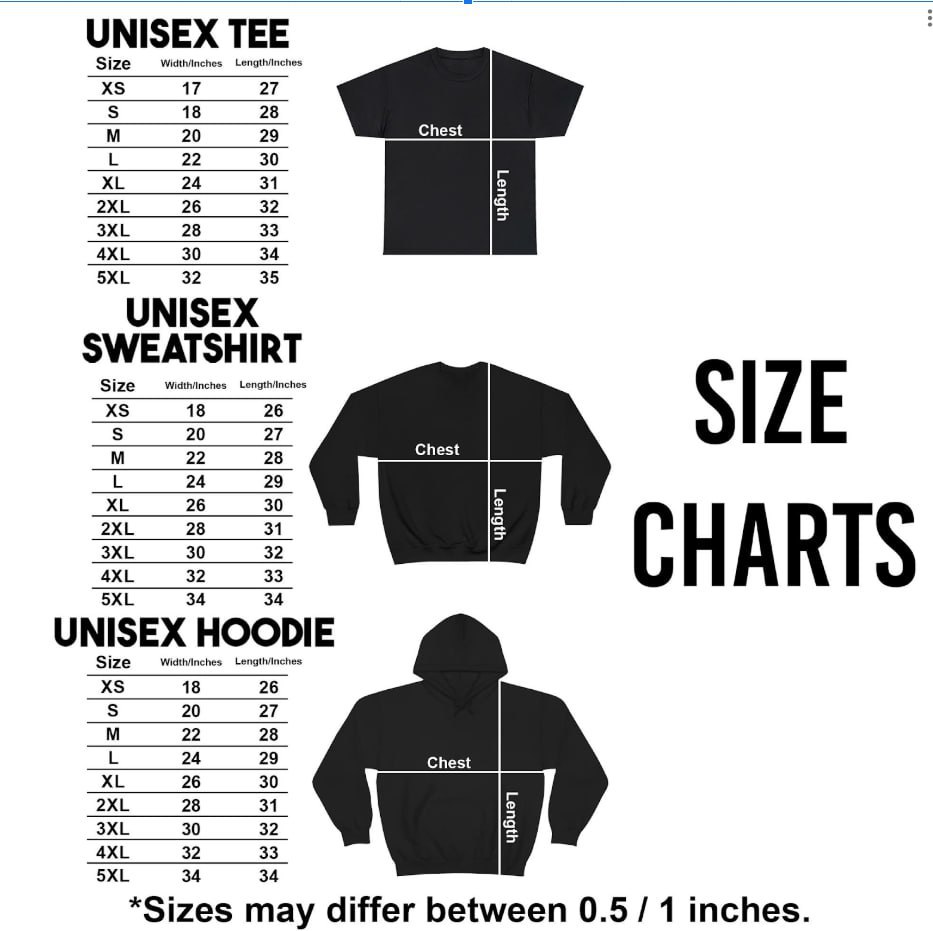 UNISEX TEE
Size Width/Inches Length/Inches
XS 17 27
S 18 28
M 20 29
L 22 30
XL 24 31
2XL 26 32
3XL 28 33
4XL 30 34
5XL 32 35
Chest
Length
UNISEX
SWEATSHIRT
Size Width/Inches Length/Inches
XS 18 26
S 20 27
M 22 28
L 24 29
XL 26 30
2XL 28 31
3XL 30 32
4XL 32 33
5XL 34 34
Chest
Length
SIZE
CHARTS
UNISEX HOODIE
Size Width/Inches Length/Inches
XS 18 26
S 20 27
M 22 28
L 24 29
XL 26 30
2XL 28 31
3XL 30 32
4XL 32 33
5XL 34 34
Chest
Length
*Sizes may differ between 0.5 / 1 inches.